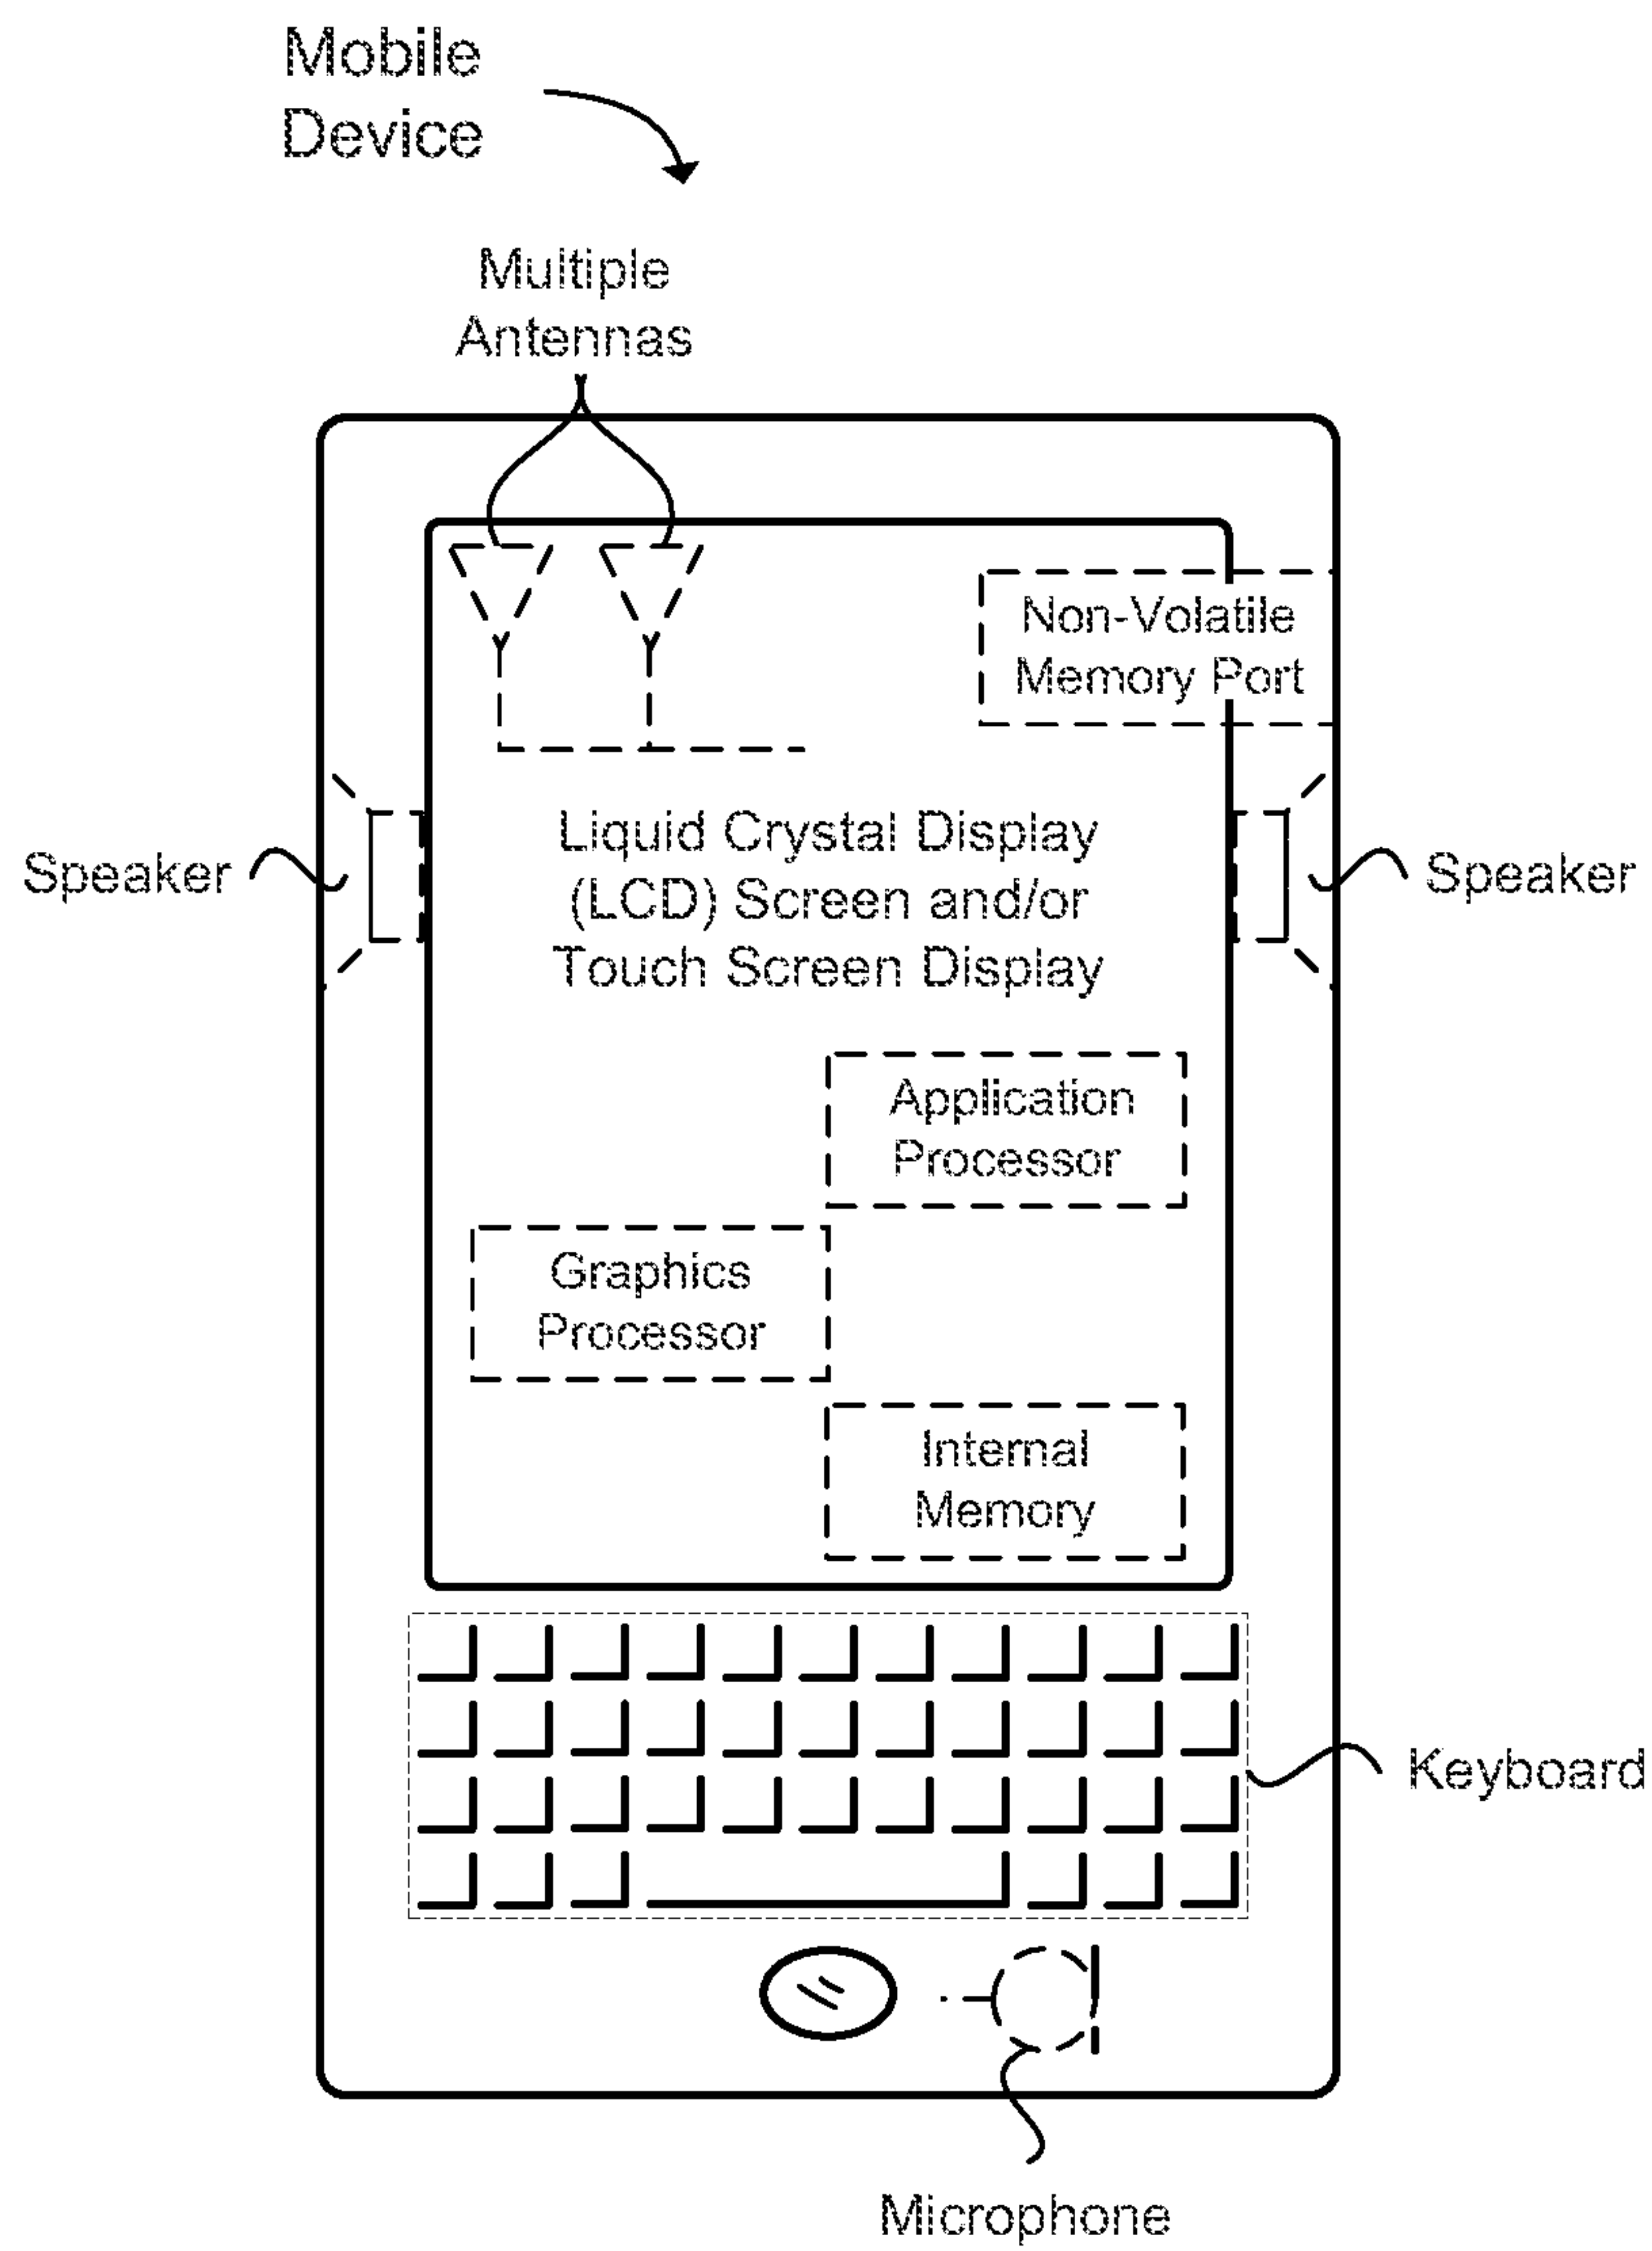 Mobile
Device
Multiple
Antennas
Non-Volatile
Memory Port
Speaker
Liquid Crystal Display
(LCD) Screen and/or
Touch Screen Display
Speaker
Application
Processor
Graphics
Processor
Internal
Memory
Keyboard
Microphone